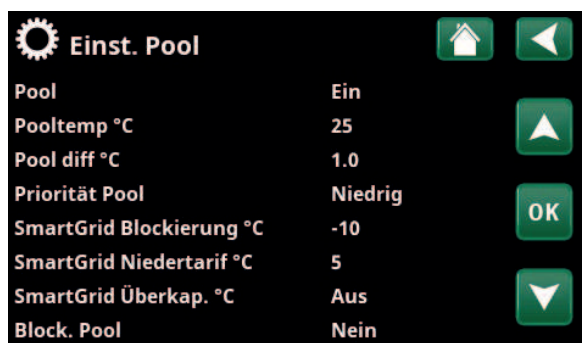 Einst. Pool
Pool Ein
Pooltemp °C 25
Pool diff °C 1.0
Priorität Pool Niedrig
SmartGrid Blockierung °C -10
OK
SmartGrid Niedertarif °C 5
SmartGrid Überkap. °C Aus
Block. Pool Nein